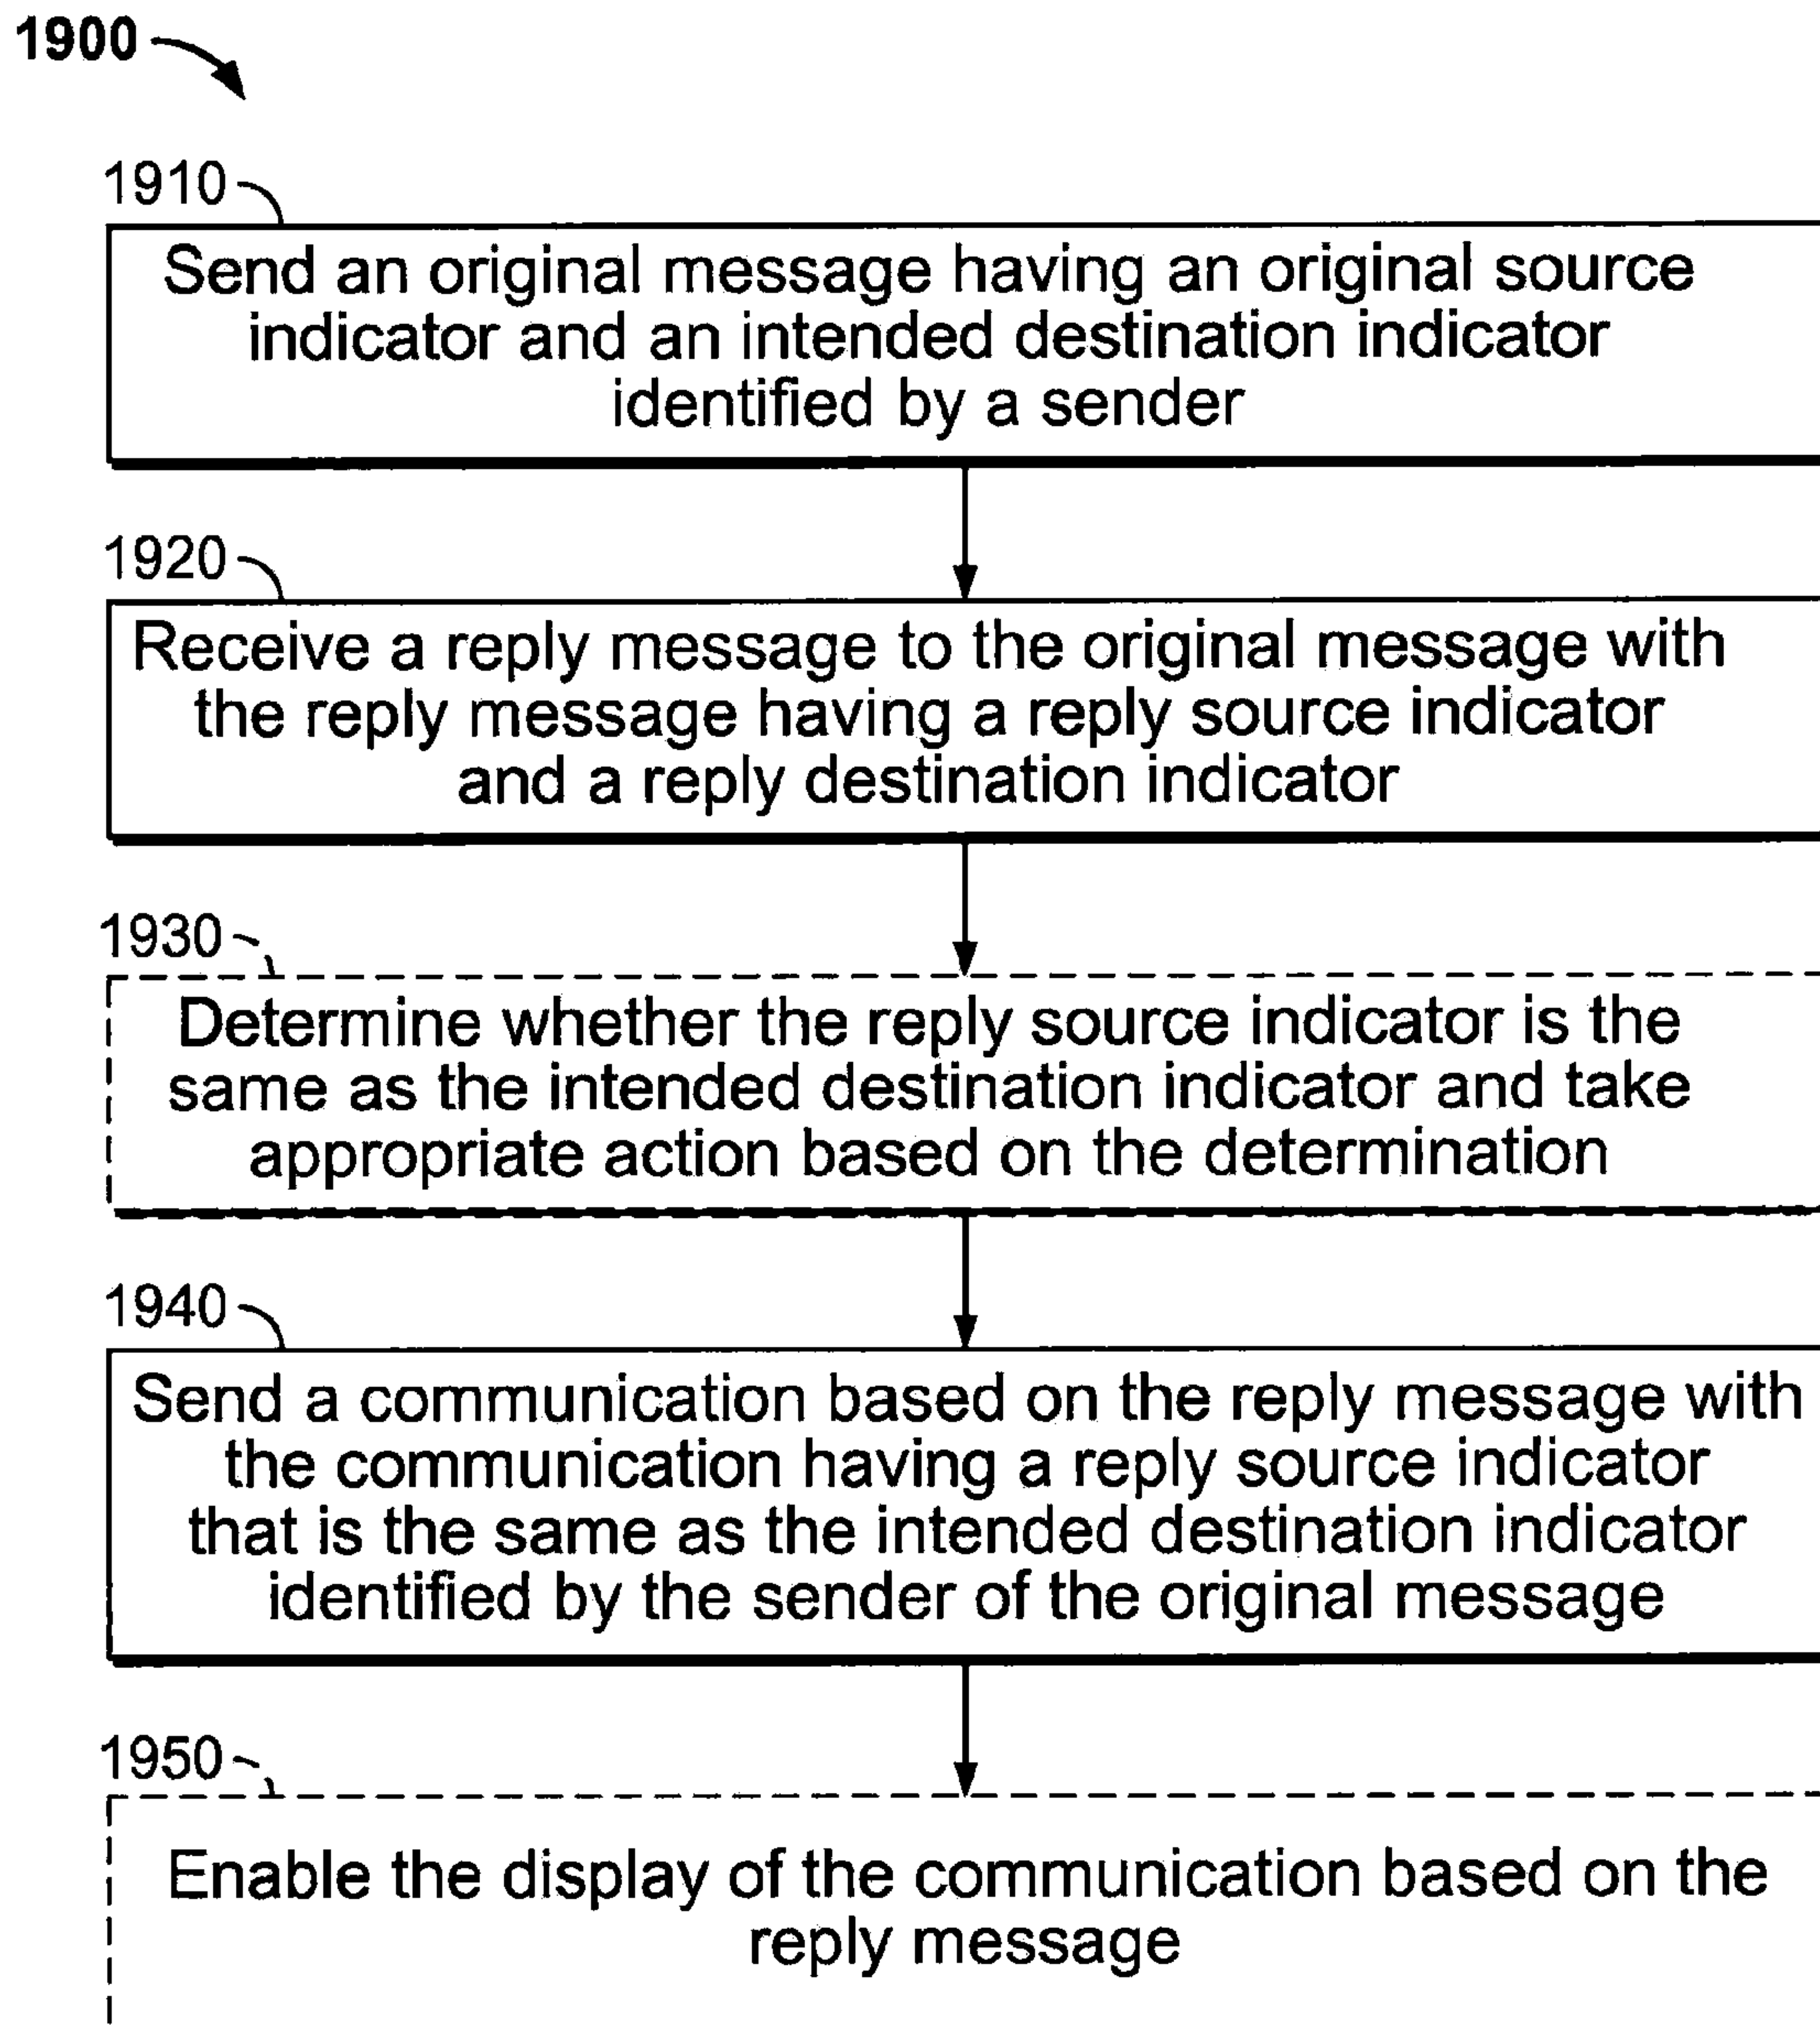 1900
1910
Send an original message having an original source
indicator and an intended destination indicator
identified by a sender
1920
Receive a reply message to the original message with
the reply message having a reply source indicator
and a reply destination indicator
1930
Determine whether the reply source indicator is the
same as the intended destination indicator and take
appropriate action based on the determination
1940
Send a communication based on the reply message with
the communication having a reply source indicator
that is the same as the intended destination indicator
identified by the sender of the original message
1950
Enable the display of the communication based on the
reply message